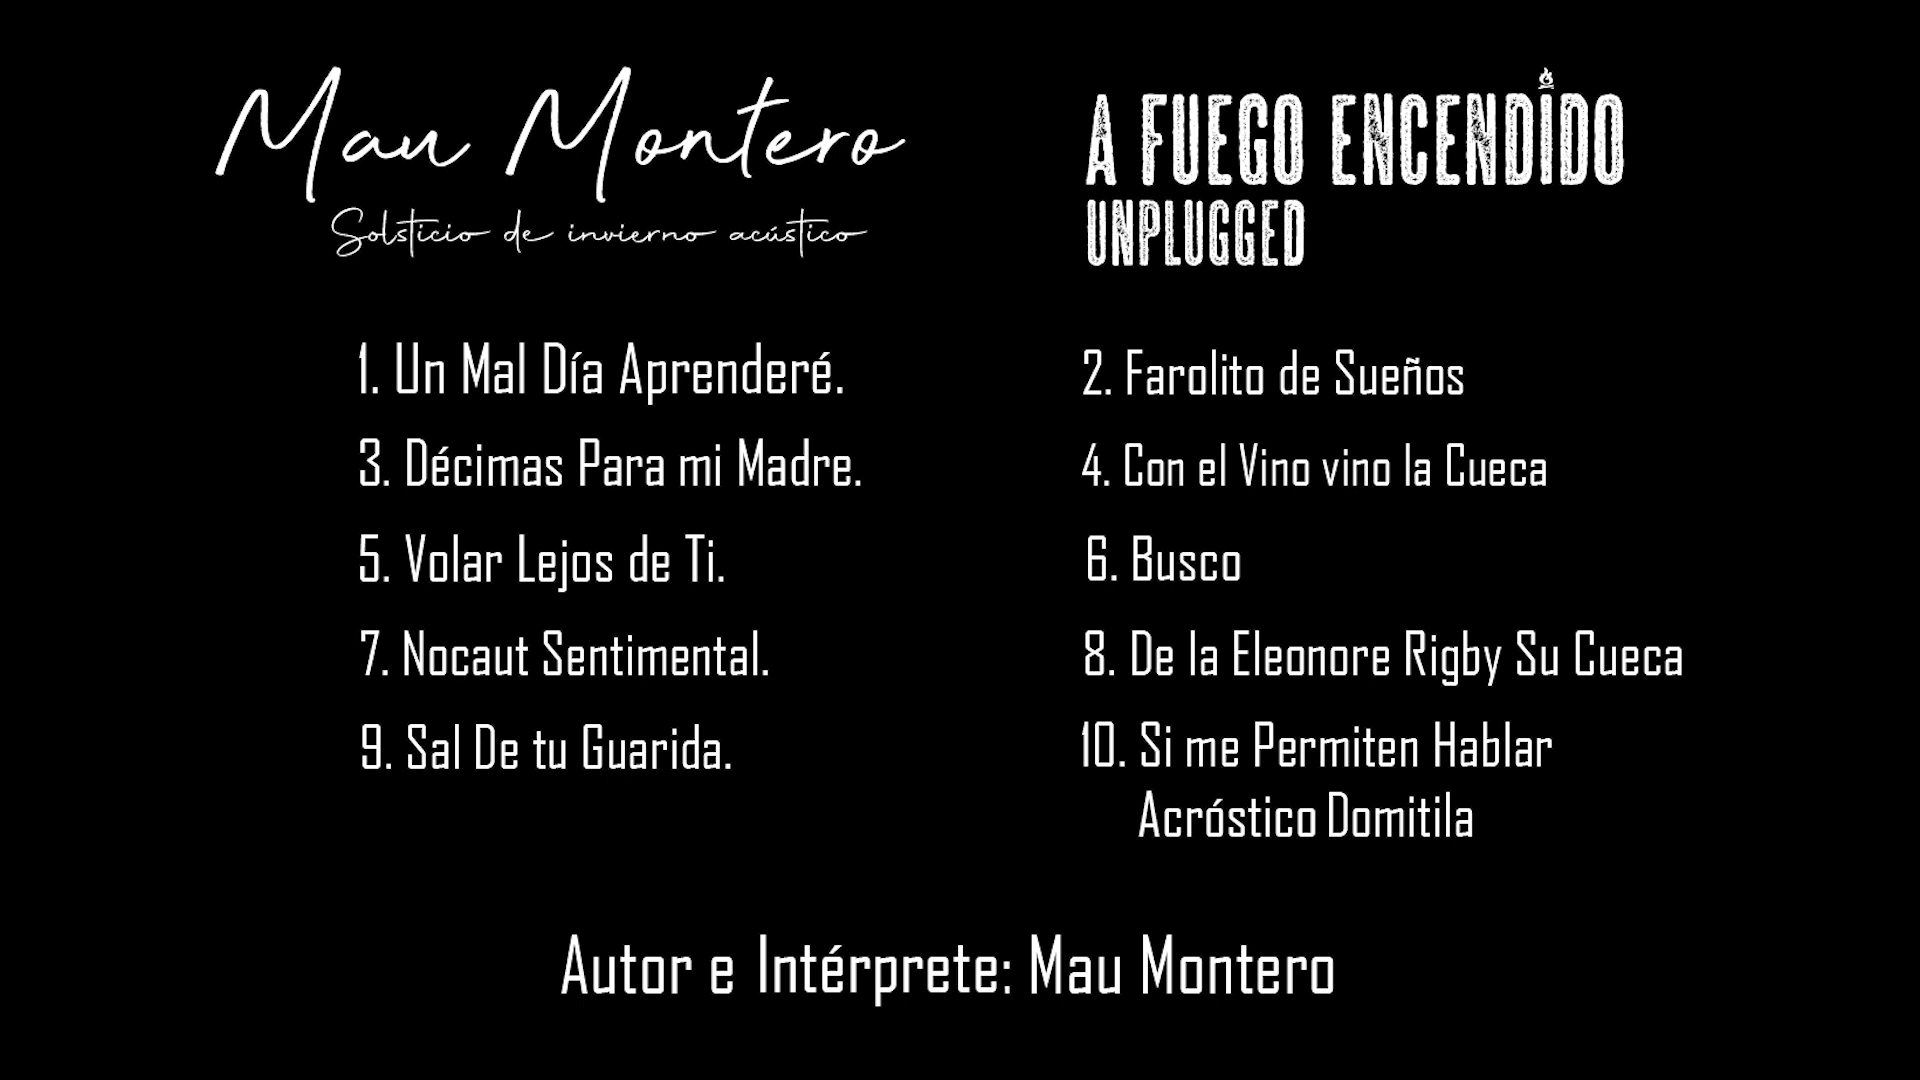 Mau Montero
Solsticio de invierno acústico
A FUEGO ENCENDIDO
UNPLUGGED
1. Un Mal Día Aprenderé.
2. Farolito de Sueños
3. Décimas Para mi Madre.
4. Con el Vino vino la Cueca
5. Volar Lejos de Ti.
6. Busco
7. Nocaut Sentimental.
8. De la Eleonore Rigby Su Cueca
9. Sal De tu Guarida.
10. Si me Permiten Hablar
Acróstico Domitila
Autor e Intérprete: Mau Montero